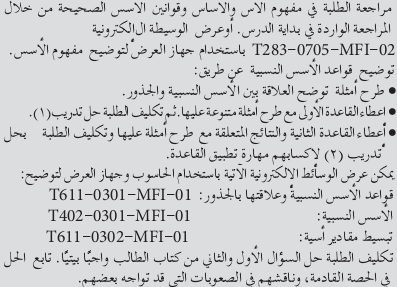 مراجعة الطلبة في مفهوم الأس والأساس وقوانين الأسس الصحيحة من خلال
المراجعة الواردة في بداية الدرس. أوعرض الوسيطة الالكترونية
T283-0705-MFI-02 باستخدام جهاز العرض لتوضيح مفهوم الأسس.
توضيح قواعد الأسس النسبية عن طريق:
• طرح أمثلة توضح العلاقة بين الأسس النسبية والجذور.
• اعطاء القاعدة الأولى مع طرح أمثلة متنوعة عليها. ثم تكليف الطلبة حل تدريب(١).
• أعطاء القاعدة الثانية والنتائج المتعلقة مع طرح أمثلة عليها وتكليف الطلبة بحل
تدريب (٢) لاكسابهم مهارة تطبيق القاعدة.
يمكن عرض الوسائط الالكترونية الآتية باستخدام الحاسوب وجهاز العرض لتوضيح:
قواعد الأسس النسبية وعلاقتها بالجذور: T611-0301-MFI-01
الأسس النسبية: T402-0301-MFI-01
تبسيط مقادير أسية: T611-0302-MFI-01
تكليف الطلبة حل السؤال الأول والثاني من كتاب الطالب واجبًا بيتيًا. تابع الحل
في الحصة القادمة، وناقشهم في الصعوبات التي قد تواجه بعضهم.